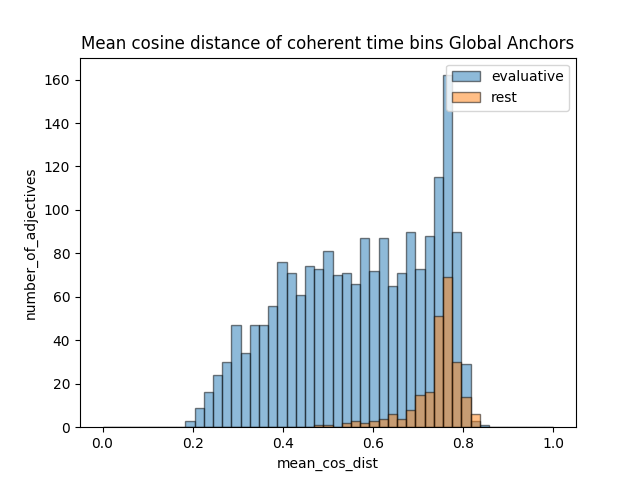 Mean cosine distance of coherent time bins Global Anchors
evaluative
rest
160
140
120
100
80
60
40
20
0
number_of_adjectives
0.0 0.2 0.4 0.6 0.8 1.0
mean_cos_dist